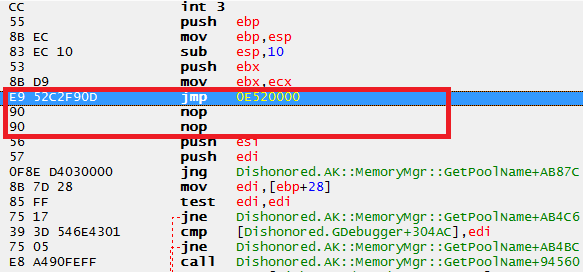 CC int 3
55 push ebp
8B EC mov ebp,esp
83 EC 10 sub esp,10
53 push ebx
8B D9 mov ebx,ecx
E9 52C2F90D jmp 0E520000
90 nop
90 nop
56 push esi
57 push edi
0F8E D4030000 jng Dishonored.AK::MemoryMgr::GetPoolName+AB87C
8B 7D 28 mov edi,[ebp+28]
85 FF test edi,edi
75 17 jne Dishonored.AK::MemoryMgr::GetPoolName+AB4C6
39 3D 546E4301 cmp [Dishonored.GDebugger+304AC],edi
75 05 jne Dishonored.AK::MemoryMgr::GetPoolName+AB4BC
E8 A490FEFF call Dishonored.AK::MemoryMgr::GetPoolName+94560